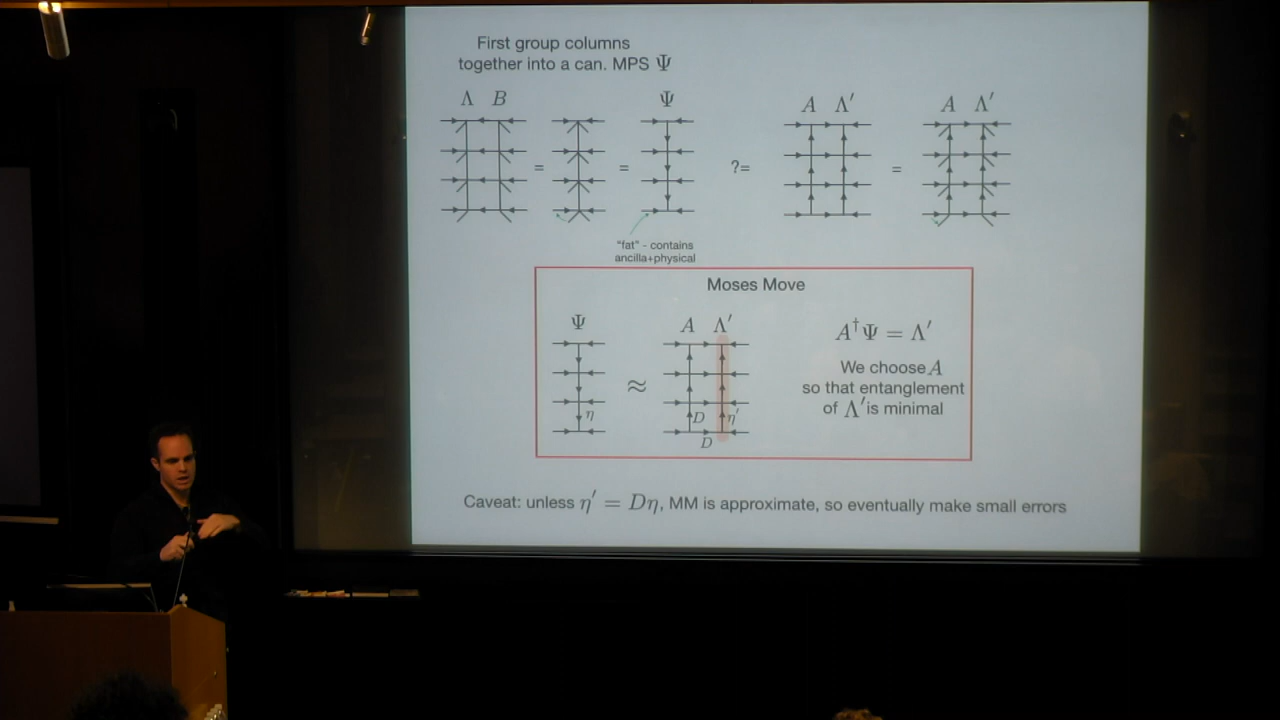 First group columns
together into a can. MPS Ψ
Λ B
Ψ
A Λ′
A Λ′
=
=
?=
=
"fat" - contains
ancilla+physical
Moses Move
Ψ
A Λ′
A†Ψ = Λ′
≈
We choose A
so that entanglement
of Λ′ is minimal
η
D
η′
D
Caveat: unless η′ = Dη, MM is approximate, so eventually make small errors